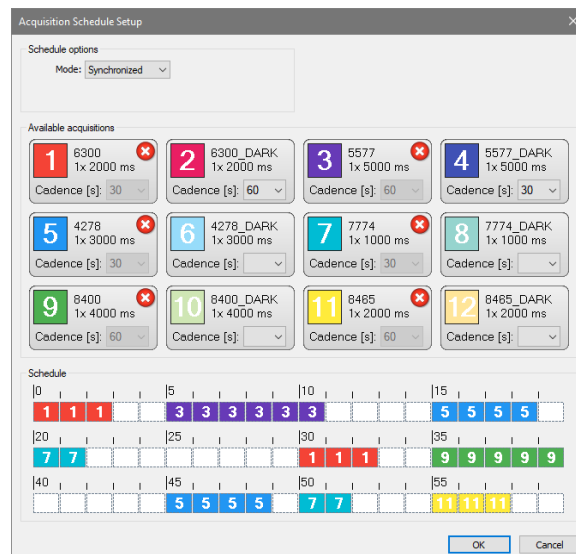 Acquisition Schedule Setup
Schedule options
Mode: Synchronized
Available acquisitions
1 6300 1x 2000 ms
Cadence [s]: 30
2 6300_DARK 1x 2000 ms
Cadence [s]: 60
3 5577 1x 5000 ms
Cadence [s]: 60
4 5577_DARK 1x 5000 ms
Cadence [s]: 30
5 4278 1x 3000 ms
Cadence [s]: 30
6 4278_DARK 1x 3000 ms
Cadence [s]:
7 7774 1x 1000 ms
Cadence [s]: 30
8 7774_DARK 1x 1000 ms
Cadence [s]:
9 8400 1x 4000 ms
Cadence [s]: 60
10 8400_DARK 1x 4000 ms
Cadence [s]:
11 8465 1x 2000 ms
Cadence [s]: 60
12 8465_DARK 1x 2000 ms
Cadence [s]:
Schedule
0 5 10 15
1 1 1 3 3 3 3 3 3 5 5 5 5
20 25 30 35
7 7 1 1 1 9 9 9 9 9
40 45 50 55
5 5 5 5 7 7 11 11 11
OK Cancel